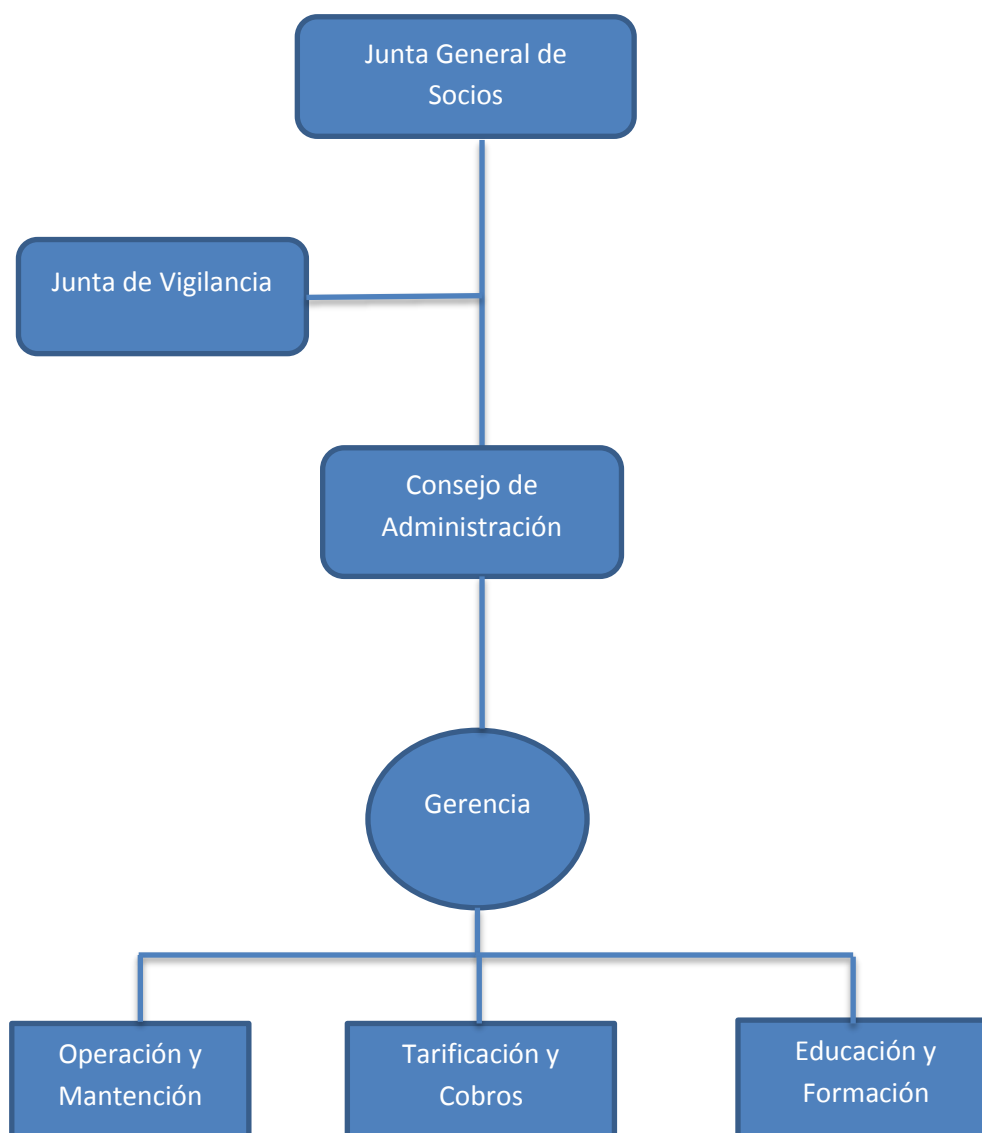 Junta General de
Socios
Junta de Vigilancia
Consejo de
Administración
Gerencia
Operación y
Mantención
Tarificación y
Cobros
Educación y
Formación